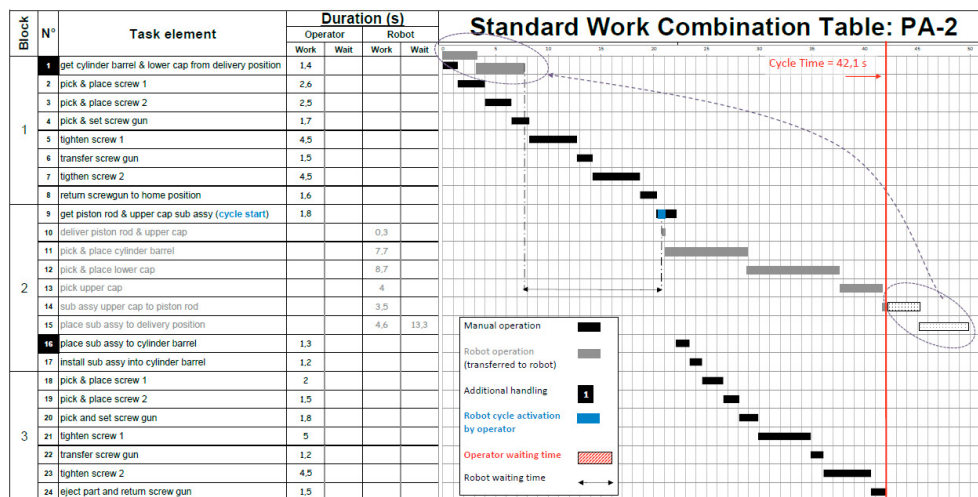 Standard Work Combination Table: PA-2
Block N° Task element Duration (s)
Operator Robot
Work Wait Work Wait
0 5 10 15 20 25 30 35 40 45 50
Cycle Time = 42,1 s
1
1 get cylinder barrel & lower cap from delivery position 1,4
2 pick & place screw 1 2,6
3 pick & place screw 2 2,5
4 pick & set screw gun 1,7
5 tighten screw 1 4,5
6 transfer screw gun 1,5
7 tigthen screw 2 4,5
8 return screwgun to home position 1,6
2
9 get piston rod & upper cap sub assy (cycle start) 1,8
10 deliver piston rod & upper cap 0,3
11 pick & place cylinder barrel 7,7
12 pick & place lower cap 8,7
13 pick upper cap 4
14 sub assy upper cap to piston rod 3,5
15 place sub assy to delivery position 4,6 13,3
16 place sub assy to cylinder barrel 1,3
17 install sub assy into cylinder barrel 1,2
3
18 pick & place screw 1 2
19 pick & place screw 2 1,5
20 pick and set screw gun 1,8
21 tighten screw 1 5
22 transfer screw gun 1,2
23 tighten screw 2 4,5
24 eject part and return screw gun 1,5
Manual operation
Robot operation
(transferred to robot)
Additional handling 1
Robot cycle activation
by operator
Operator waiting time
Robot waiting time